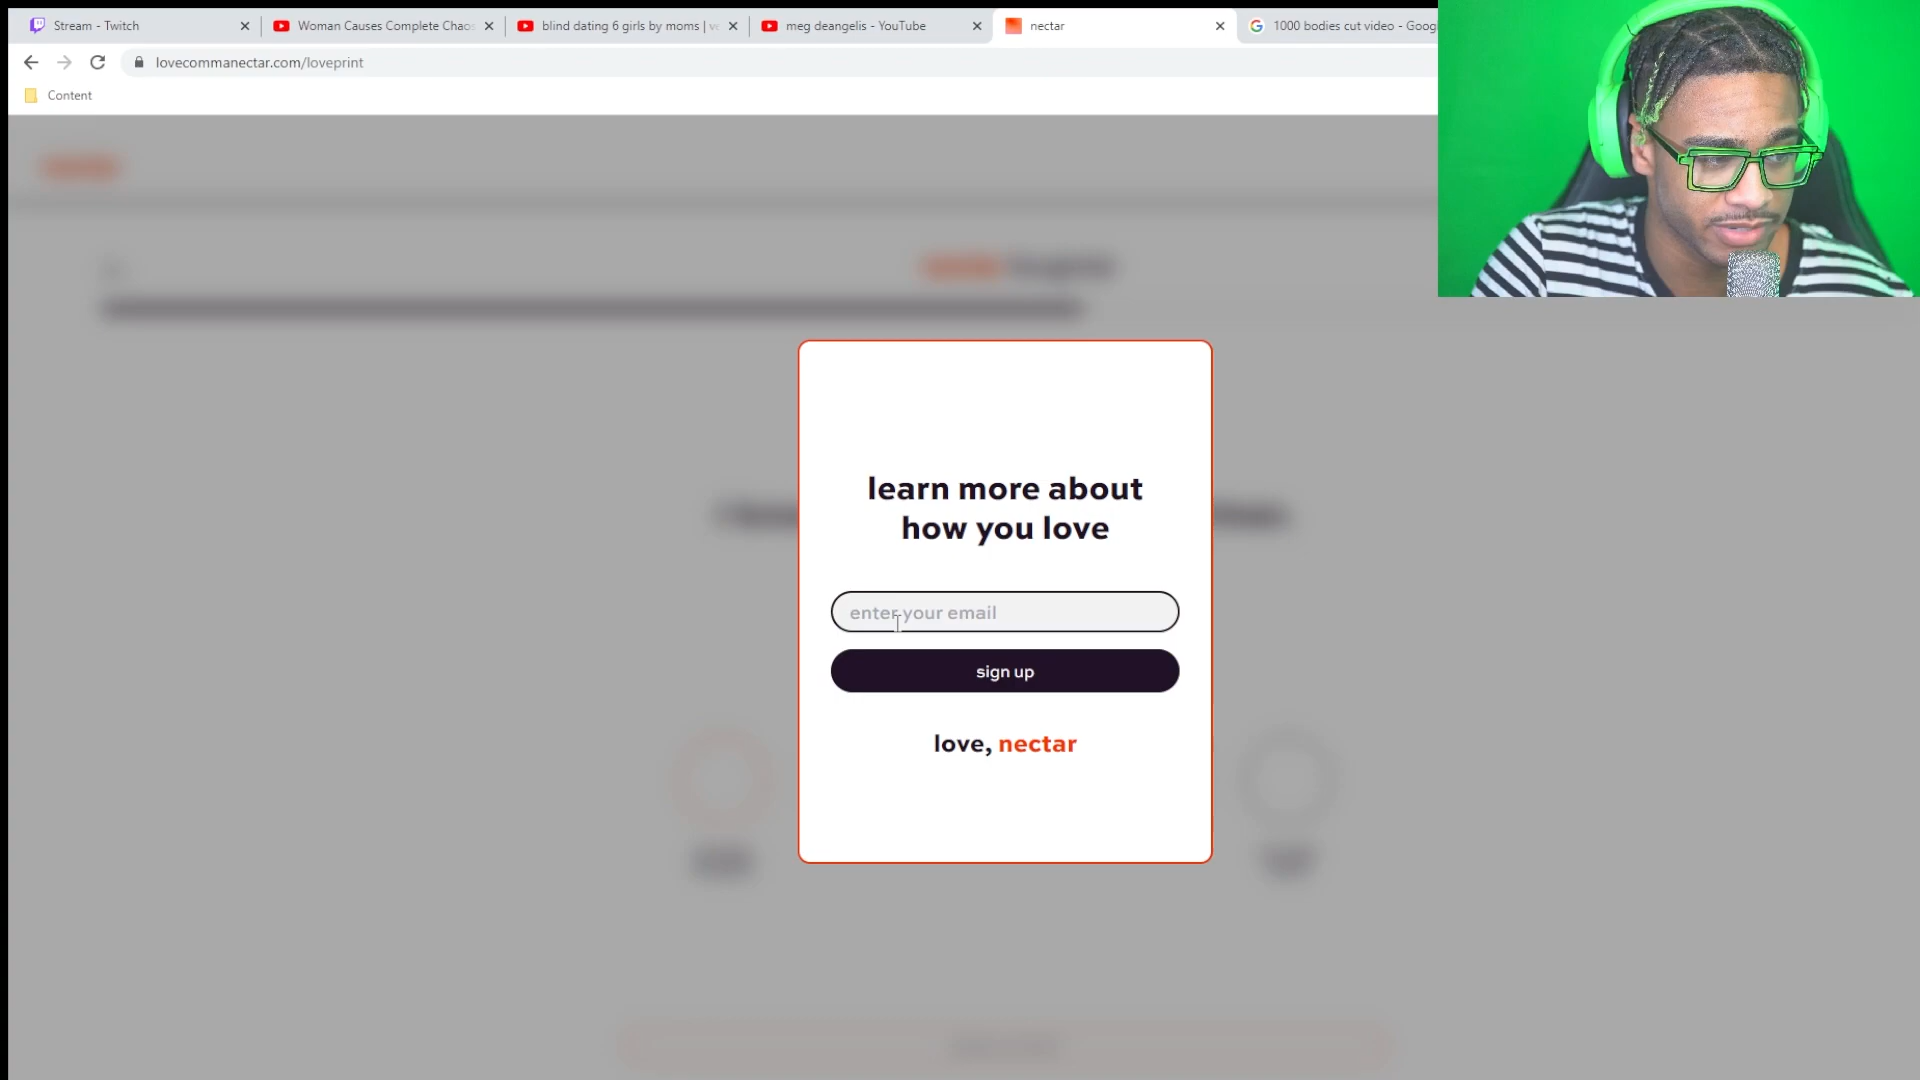 Stream - Twitch
Woman Causes Complete Chao
blind dating 6 girls by moms | ve
meg deangelis - YouTube
nectar
1000 bodies cut video - Goog
lovecommanectar.com/loveprint
Content
learn more about
how you love
enter your email
sign up
love, nectar